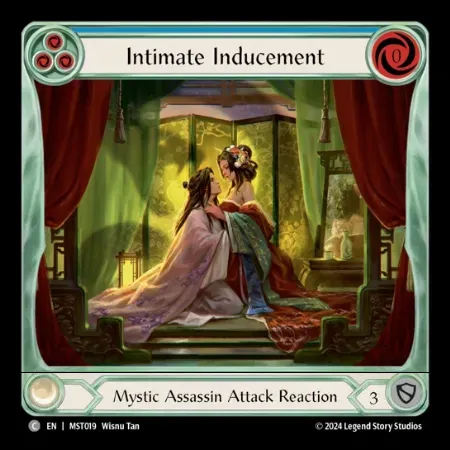 Intimate Inducement
0
Mystic Assassin Attack Reaction
3
C EN | MST019 Wisnu Tan
© 2024 Legend Story Studios